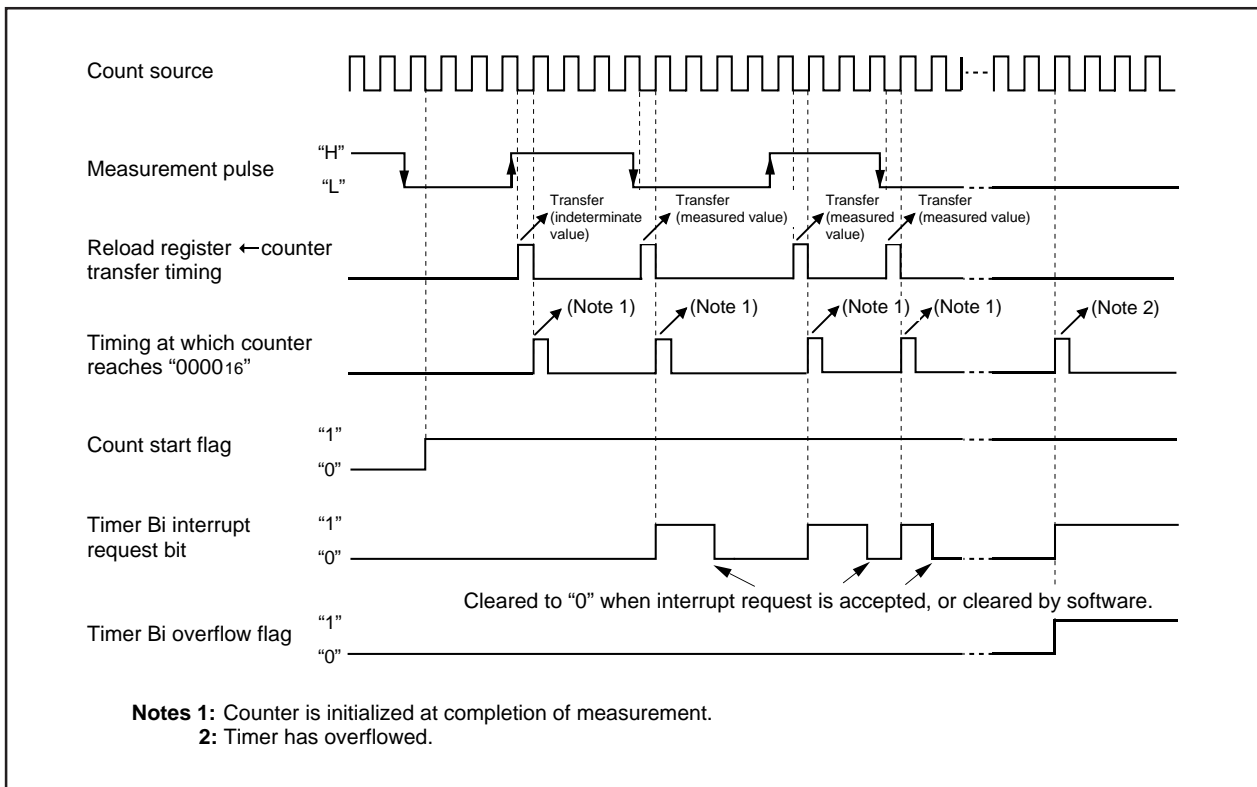 Count source
Measurement pulse
“H”
“L”
Transfer
(indeterminate
value)
Transfer
(measured value)
Transfer
(measured
value)
Transfer
(measured value)
Reload register ←counter
transfer timing
(Note 1)
(Note 1)
(Note 1)
(Note 1)
(Note 2)
Timing at which counter
reaches “000016”
Count start flag
“1”
“0”
Timer Bi interrupt
request bit
“1”
“0”
Cleared to “0” when interrupt request is accepted, or cleared by software.
Timer Bi overflow flag
“1”
“0”
Notes 1: Counter is initialized at completion of measurement.
2: Timer has overflowed.